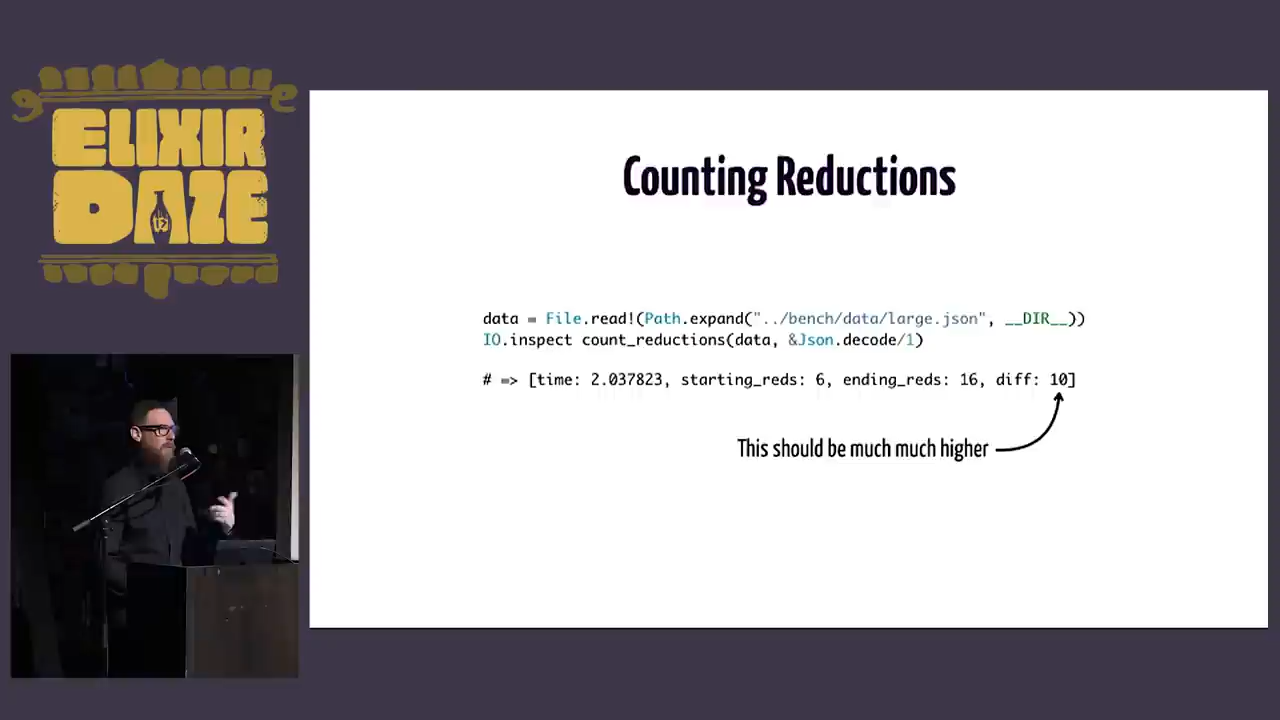 ELIXIR
DAZE
Counting Reductions
data = File.read!(Path.expand("../bench/data/large.json", __DIR__))
IO.inspect count_reductions(data, &Json.decode/1)
# => [time: 2.037823, starting_reds: 6, ending_reds: 16, diff: 10]
This should be much much higher